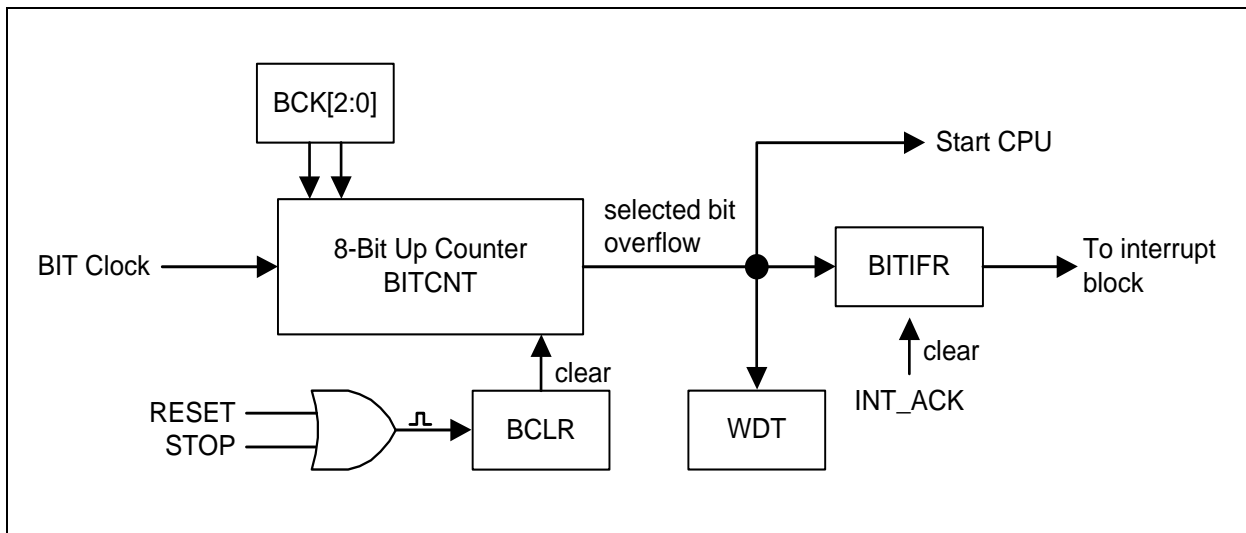 BCK[2:0]
Start CPU
selected bit
overflow
8-Bit Up Counter
BITCNT
BIT Clock
BITIFR
To interrupt
block
clear
clear
INT_ACK
RESET
STOP
BCLR
WDT